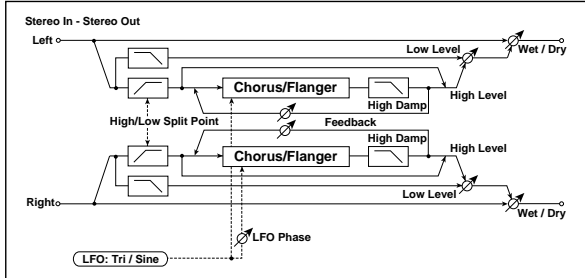 Stereo In - Stereo Out
Left
Wet / Dry
Low Level
Chorus/Flanger
High Damp
High Level
High/Low Split Point
Feedback
High Damp
Chorus/Flanger
High Level
Low Level
Right
Wet / Dry
LFO Phase
LFO: Tri / Sine